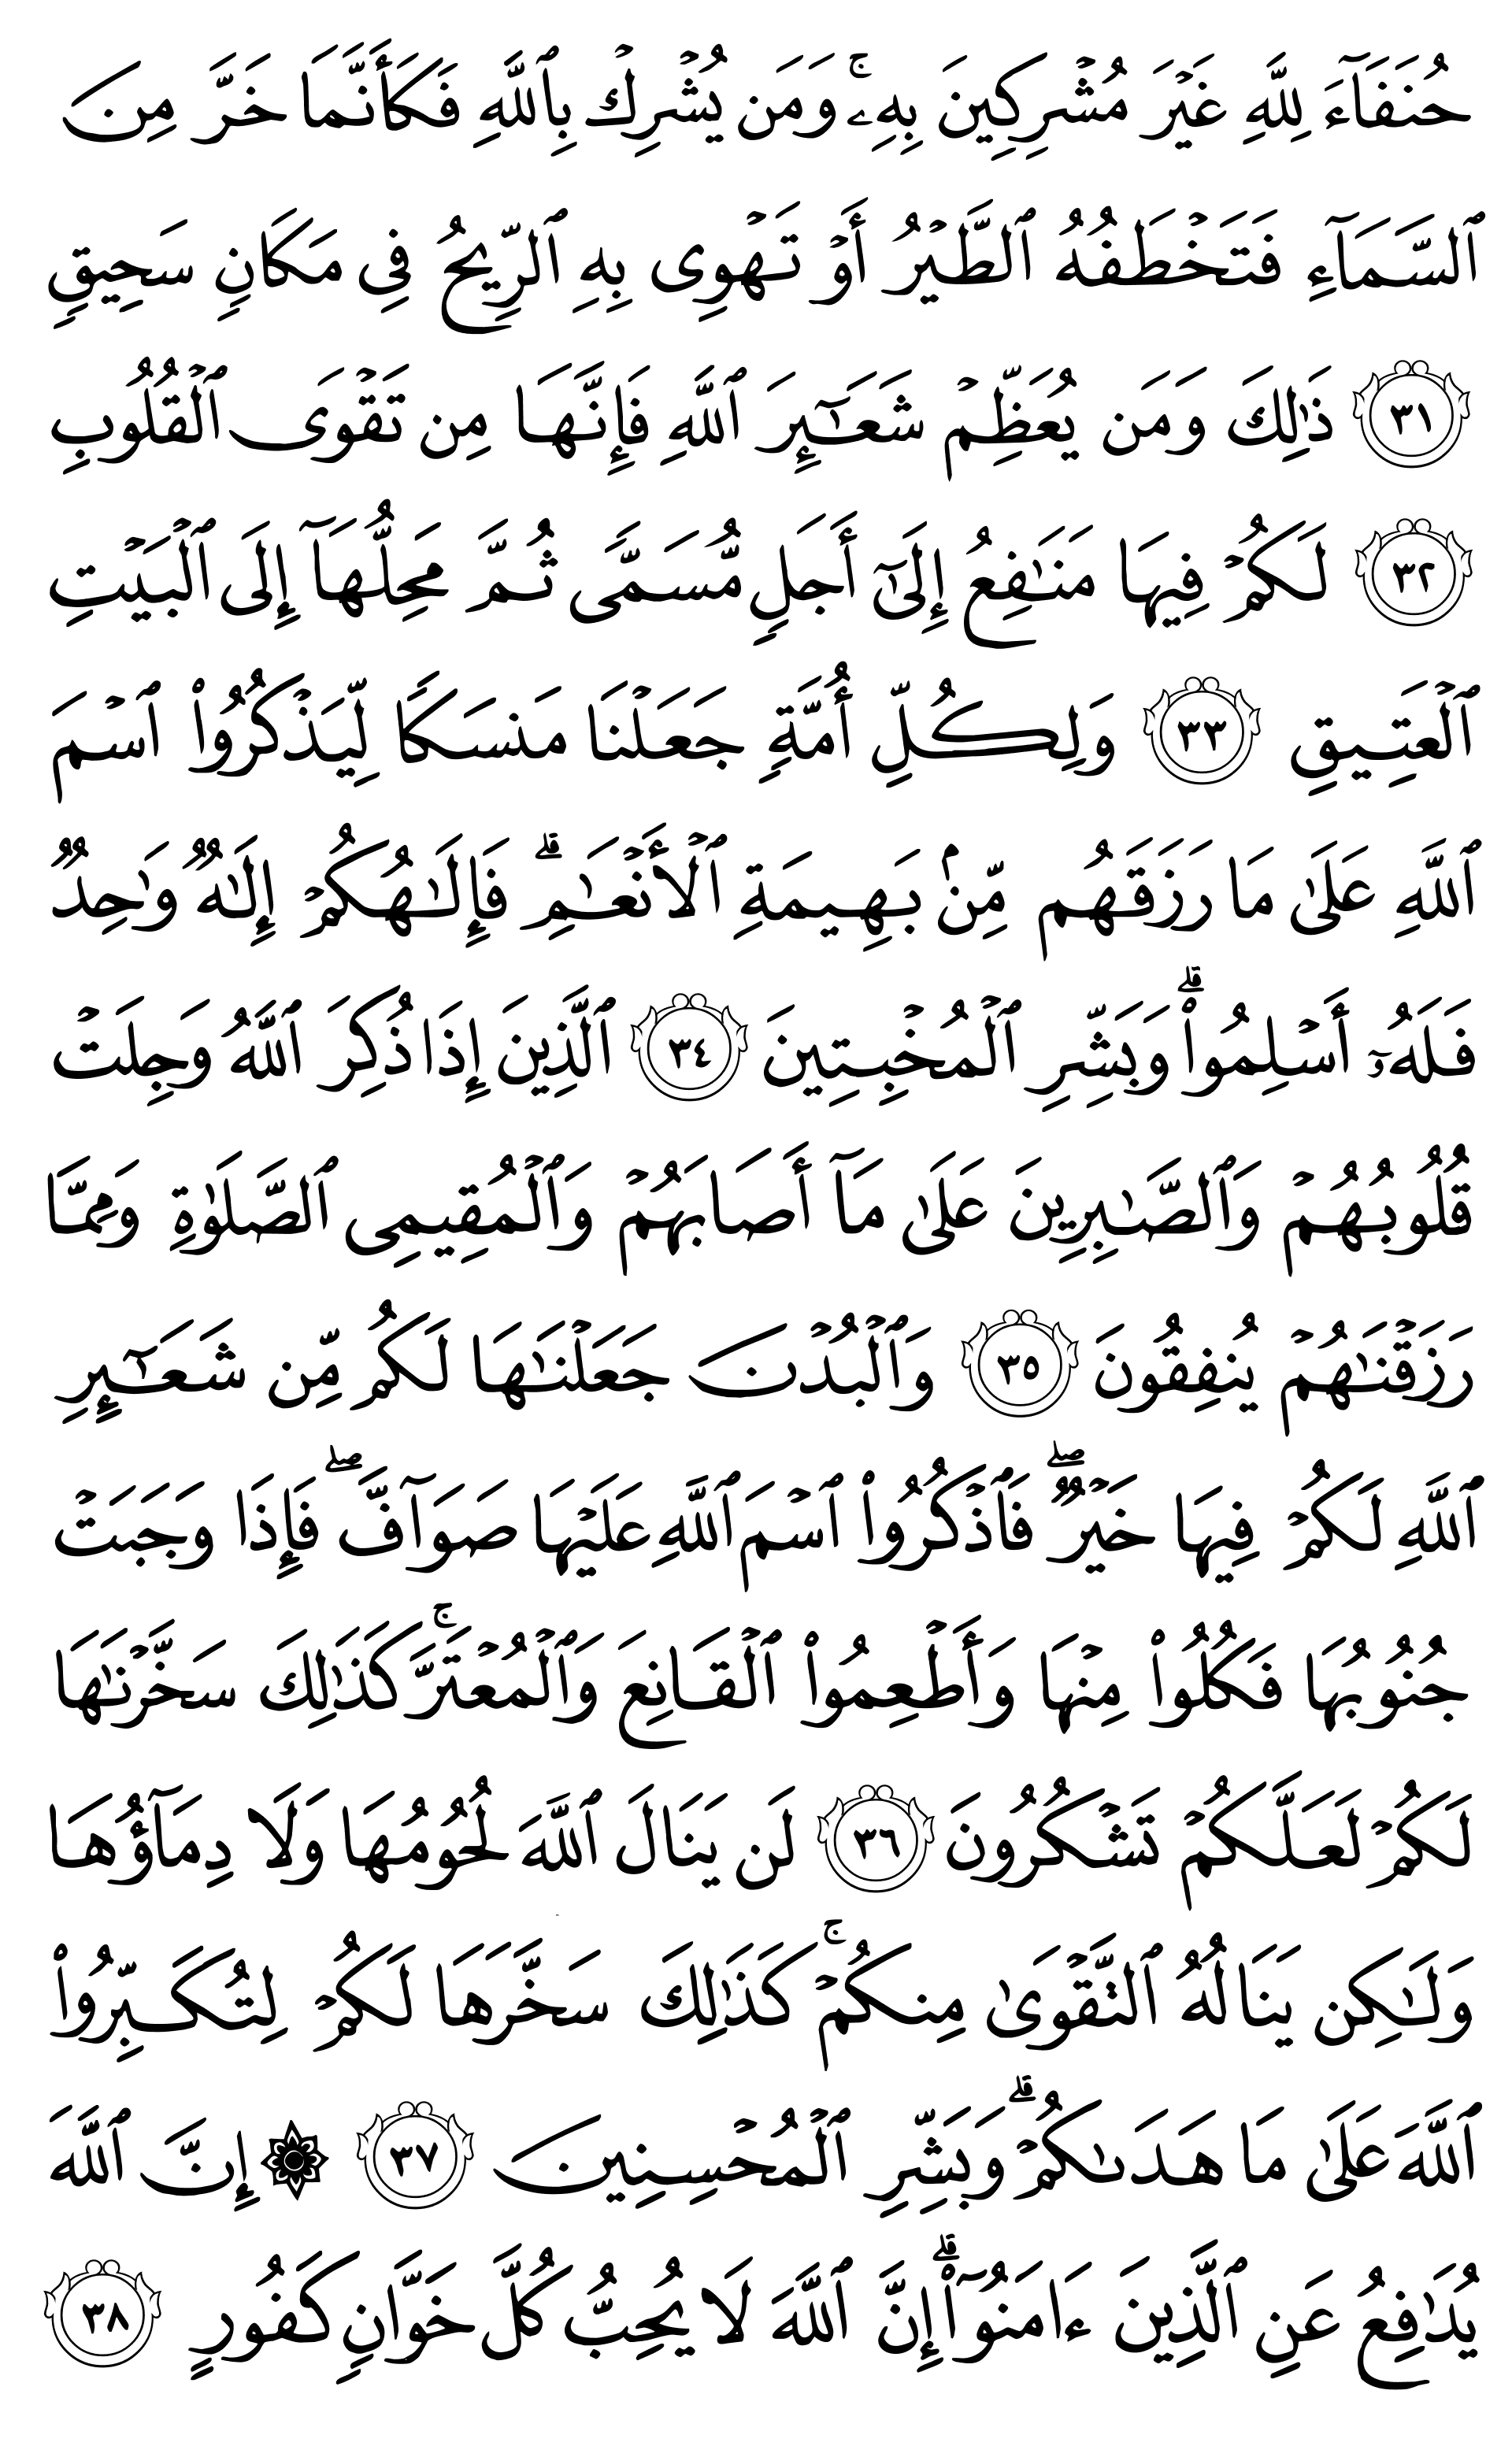 حُنَفَآءَ لِلَّهِ غَيۡرَ مُشۡرِكِينَ بِهِۦۚ وَمَن يُشۡرِكۡ بِٱللَّهِ فَكَأَنَّمَا خَرَّ مِنَ
ٱلسَّمَآءِ فَتَخۡطَفُهُ ٱلطَّيۡرُ أَوۡ تَهۡوِي بِهِ ٱلرِّيحُ فِي مَكَانٖ سَحِيقٖ
٣١ ذَٰلِكَۖ وَمَن يُعَظِّمۡ شَعَٰٓئِرَ ٱللَّهِ فَإِنَّهَا مِن تَقۡوَى ٱلۡقُلُوبِ
٣٢ لَكُمۡ فِيهَا مَنَٰفِعُ إِلَىٰٓ أَجَلٖ مُّسَمّٗى ثُمَّ مَحِلُّهَآ إِلَى ٱلۡبَيۡتِ
ٱلۡعَتِيقِ ٣٣ وَلِكُلِّ أُمَّةٖ جَعَلۡنَا مَنسَكٗا لِّيَذۡكُرُواْ ٱسۡمَ
ٱللَّهِ عَلَىٰ مَا رَزَقَهُم مِّنۢ بَهِيمَةِ ٱلۡأَنۡعَٰمِۗ فَإِلَٰهُكُمۡ إِلَٰهٞ وَٰحِدٞ
فَلَهُۥٓ أَسۡلِمُواْۗ وَبَشِّرِ ٱلۡمُخۡبِتِينَ ٣٤ ٱلَّذِينَ إِذَا ذُكِرَ ٱللَّهُ وَجِلَتۡ
قُلُوبُهُمۡ وَٱلصَّٰبِرِينَ عَلَىٰ مَآ أَصَابَهُمۡ وَٱلۡمُقِيمِي ٱلصَّلَوٰةِ وَمِمَّا
رَزَقۡنَٰهُمۡ يُنفِقُونَ ٣٥ وَٱلۡبُدۡنَ جَعَلۡنَٰهَا لَكُم مِّن شَعَٰٓئِرِ
ٱللَّهِ لَكُمۡ فِيهَا خَيۡرٞۖ فَٱذۡكُرُواْ ٱسۡمَ ٱللَّهِ عَلَيۡهَا صَوَآفَّۖ فَإِذَا وَجَبَتۡ
جُنُوبُهَا فَكُلُواْ مِنۡهَا وَأَطۡعِمُواْ ٱلۡقَانِعَ وَٱلۡمُعۡتَرَّۚ كَذَٰلِكَ سَخَّرۡنَٰهَا
لَكُمۡ لَعَلَّكُمۡ تَشۡكُرُونَ ٣٦ لَن يَنَالَ ٱللَّهَ لُحُومُهَا وَلَا دِمَآؤُهَا
وَلَٰكِن يَنَالُهُ ٱلتَّقۡوَىٰ مِنكُمۡۚ كَذَٰلِكَ سَخَّرَهَا لَكُمۡ لِتُكَبِّرُواْ
ٱللَّهَ عَلَىٰ مَا هَدَىٰكُمۡۗ وَبَشِّرِ ٱلۡمُحۡسِنِينَ ٣٧ ۞ إِنَّ ٱللَّهَ
يُدَٰفِعُ عَنِ ٱلَّذِينَ ءَامَنُوٓاْۗ إِنَّ ٱللَّهَ لَا يُحِبُّ كُلَّ خَوَّانٖ كَفُورٍ ٣٨